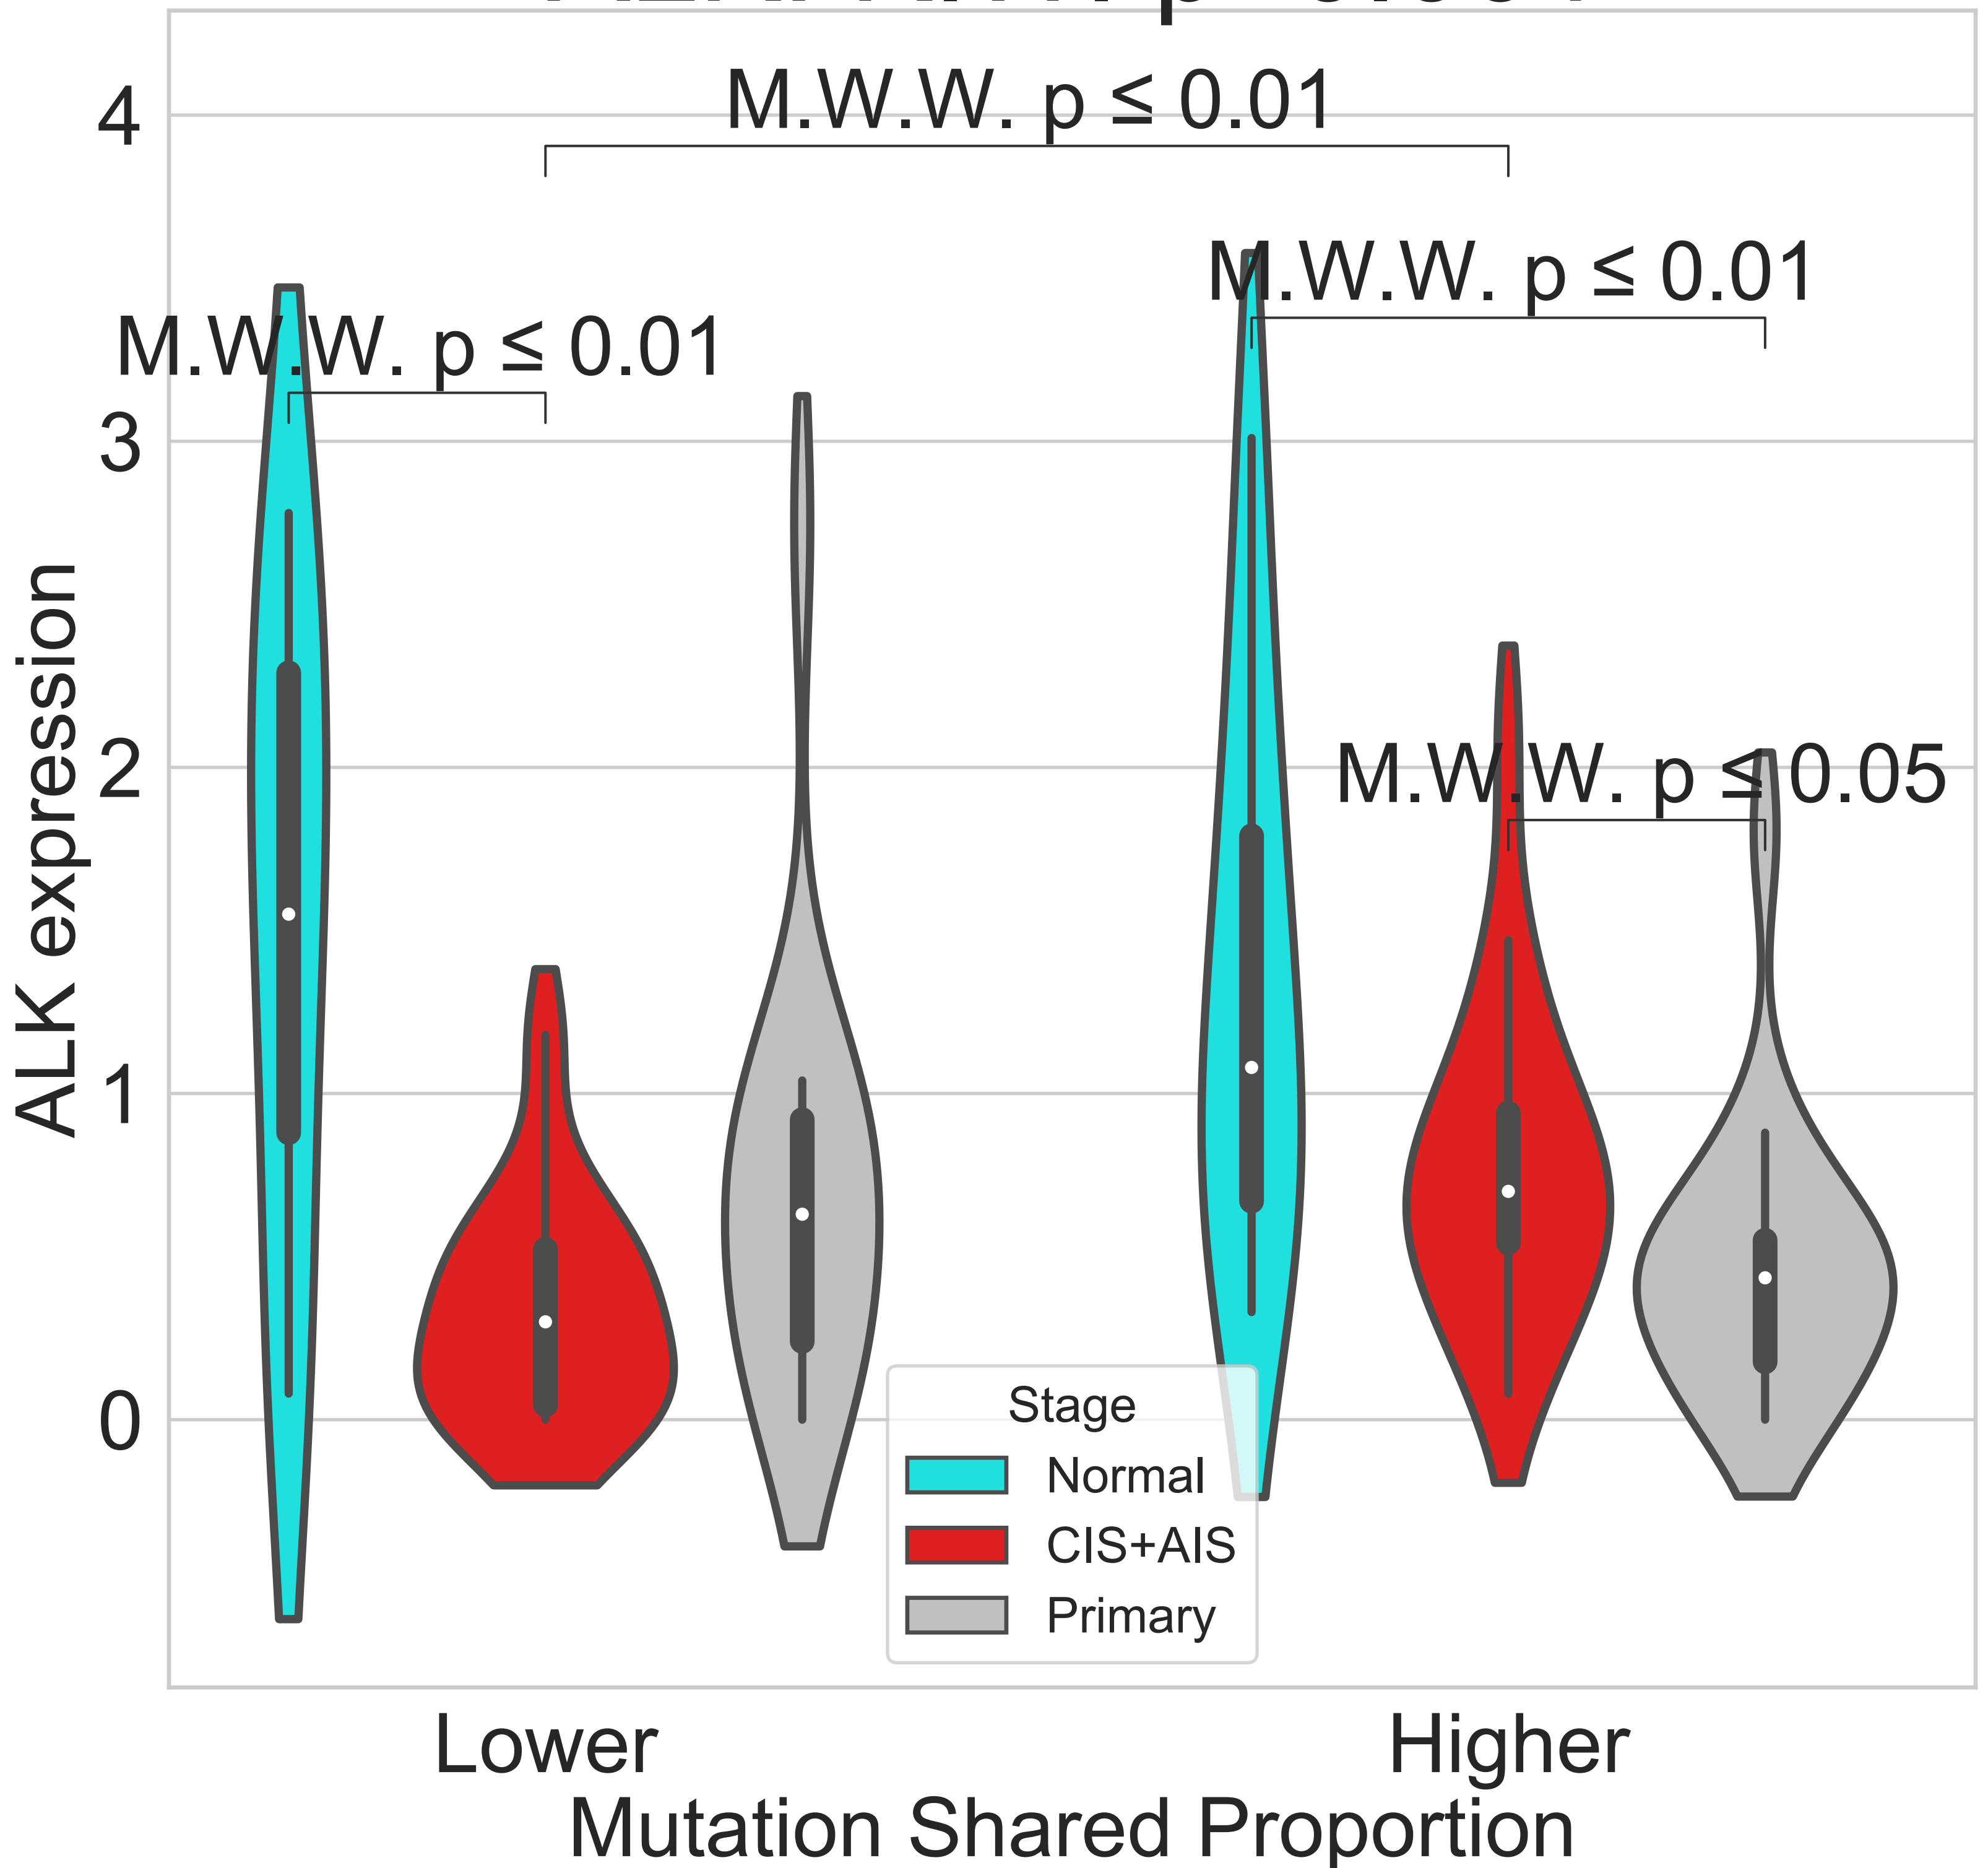 M.W.W. p ≤ 0.01
M.W.W. p ≤ 0.01
M.W.W. p ≤ 0.01
M.W.W. p ≤ 0.05
4
3
2
1
0
ALK expression
Stage
Normal
CIS+AIS
Primary
Lower
Higher
Mutation Shared Proportion